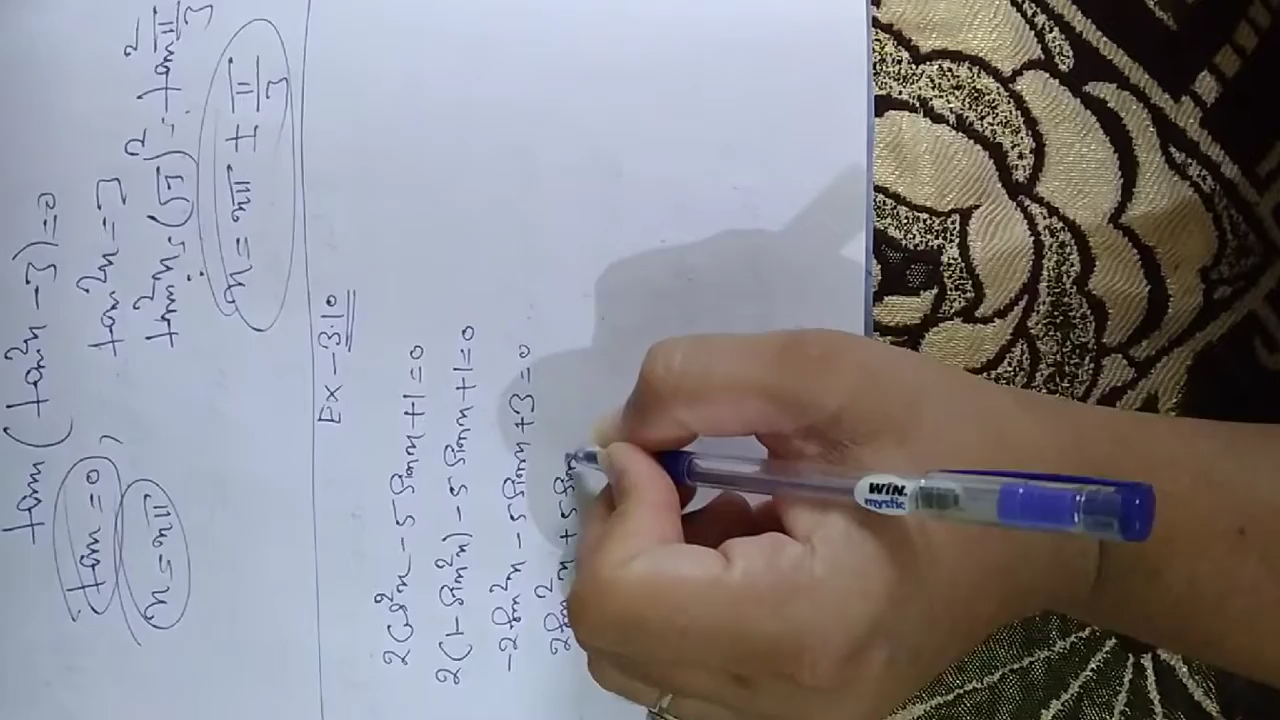 tan x (tan²x - 3) = 0
tan x = 0, tan²x = 3
tan²x = (√3)² = tan² π/3
x = nπ
x = nπ ± π/3
Ex - 3.10
2 cos²x - 5 sin x + 1 = 0
2(1 - sin²x) - 5 sin x + 1 = 0
-2 sin²x - 5 sin x + 3 = 0
2 sin²x + 5 sin
WIN.
mystic